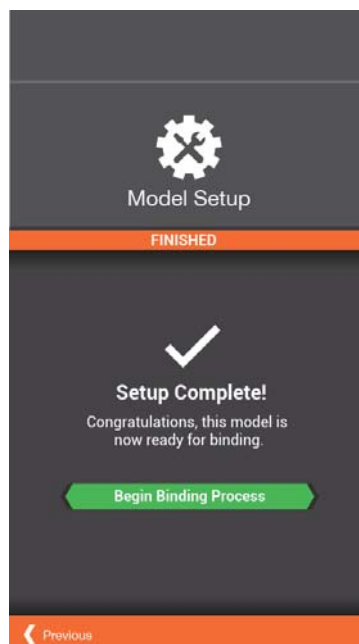 Model Setup
FINISHED
Setup Complete!
Congratulations, this model is
now ready for binding.
Begin Binding Process
Previous